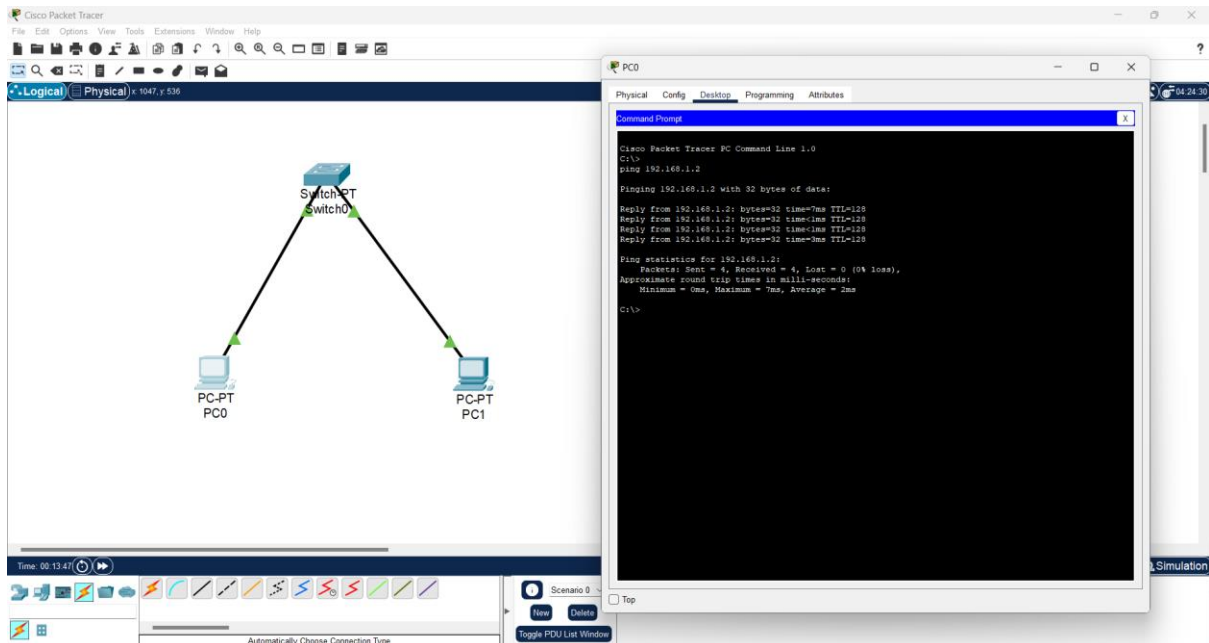 Cisco Packet Tracer
File Edit Options View Tools Extensions Window Help
?
Logical Physical x: 1047, y: 536
04:24:30
Switch-PT
Switch0
PC-PT
PC0
PC-PT
PC1
Time: 00:13:47
Scenario 0
New Delete
Toggle PDU List Window
Automatically Choose Connection Type
Simulation
PC0
Physical Config Desktop Programming Attributes
Command Prompt X
Cisco Packet Tracer PC Command Line 1.0
C:\>
ping 192.168.1.2
Pinging 192.168.1.2 with 32 bytes of data:
Reply from 192.168.1.2: bytes=32 time=7ms TTL=128
Reply from 192.168.1.2: bytes=32 time<1ms TTL=128
Reply from 192.168.1.2: bytes=32 time<1ms TTL=128
Reply from 192.168.1.2: bytes=32 time=3ms TTL=128
Ping statistics for 192.168.1.2:
Packets: Sent = 4, Received = 4, Lost = 0 (0% loss),
Approximate round trip times in milli-seconds:
Minimum = 0ms, Maximum = 7ms, Average = 2ms
C:\>
Top